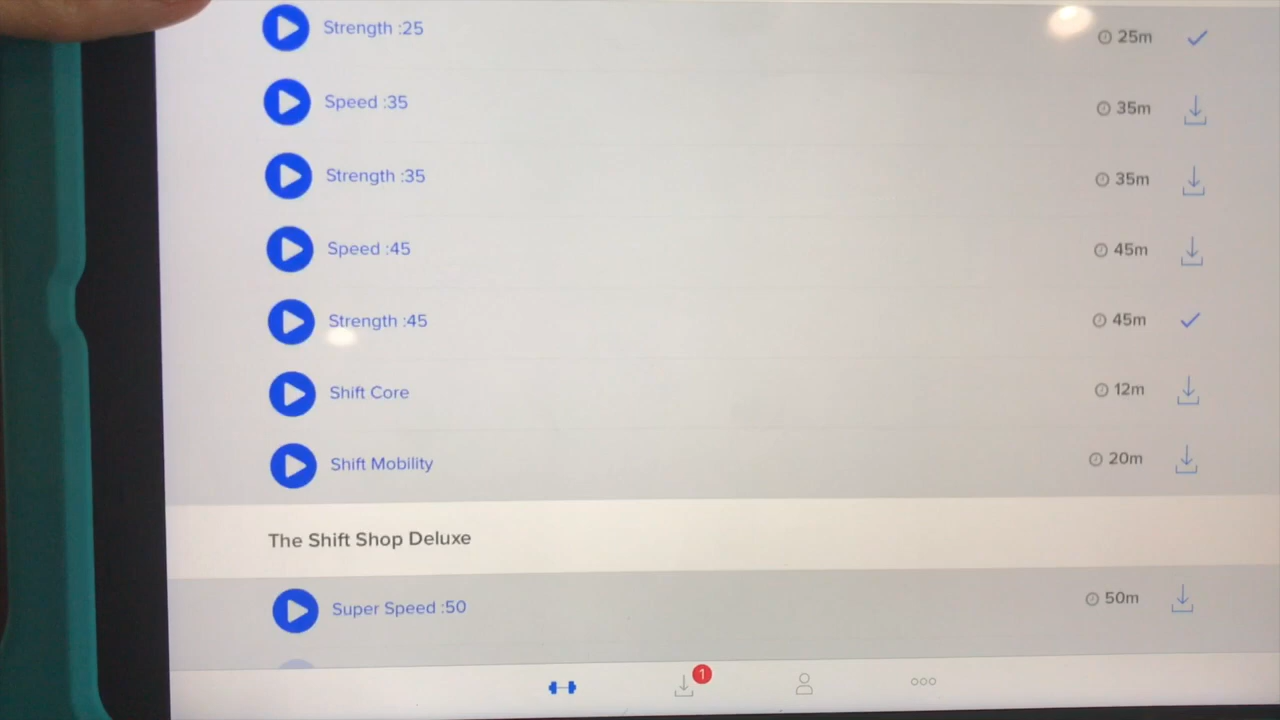 Strength :25 25m
Speed :35 35m
Strength :35 35m
Speed :45 45m
Strength :45 45m
Shift Core 12m
Shift Mobility 20m
The Shift Shop Deluxe
Super Speed :50 50m
1